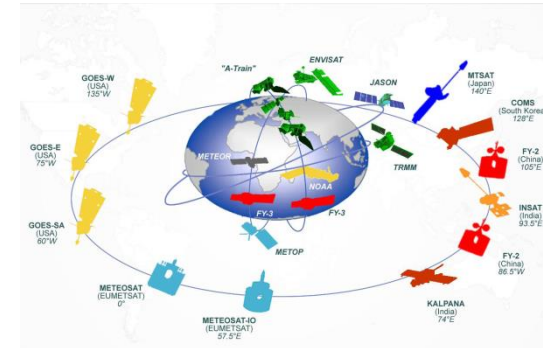 "A-Train"
ENVISAT
JASON
GOES-W
(USA)
135°W
MTSAT
(Japan)
140°E
COMS
(South Korea)
128°E
GOES-E
(USA)
75°W
METEOR
FY-2
(China)
105°E
TRMM
NOAA
INSAT
(India)
93.5°E
GOES-SA
(USA)
60°W
FY-3
FY-3
METOP
FY-2
(China)
86.5°W
METEOSAT
(EUMETSAT)
0°
METEOSAT-IO
(EUMETSAT)
57.5°E
KALPANA
(India)
74°E